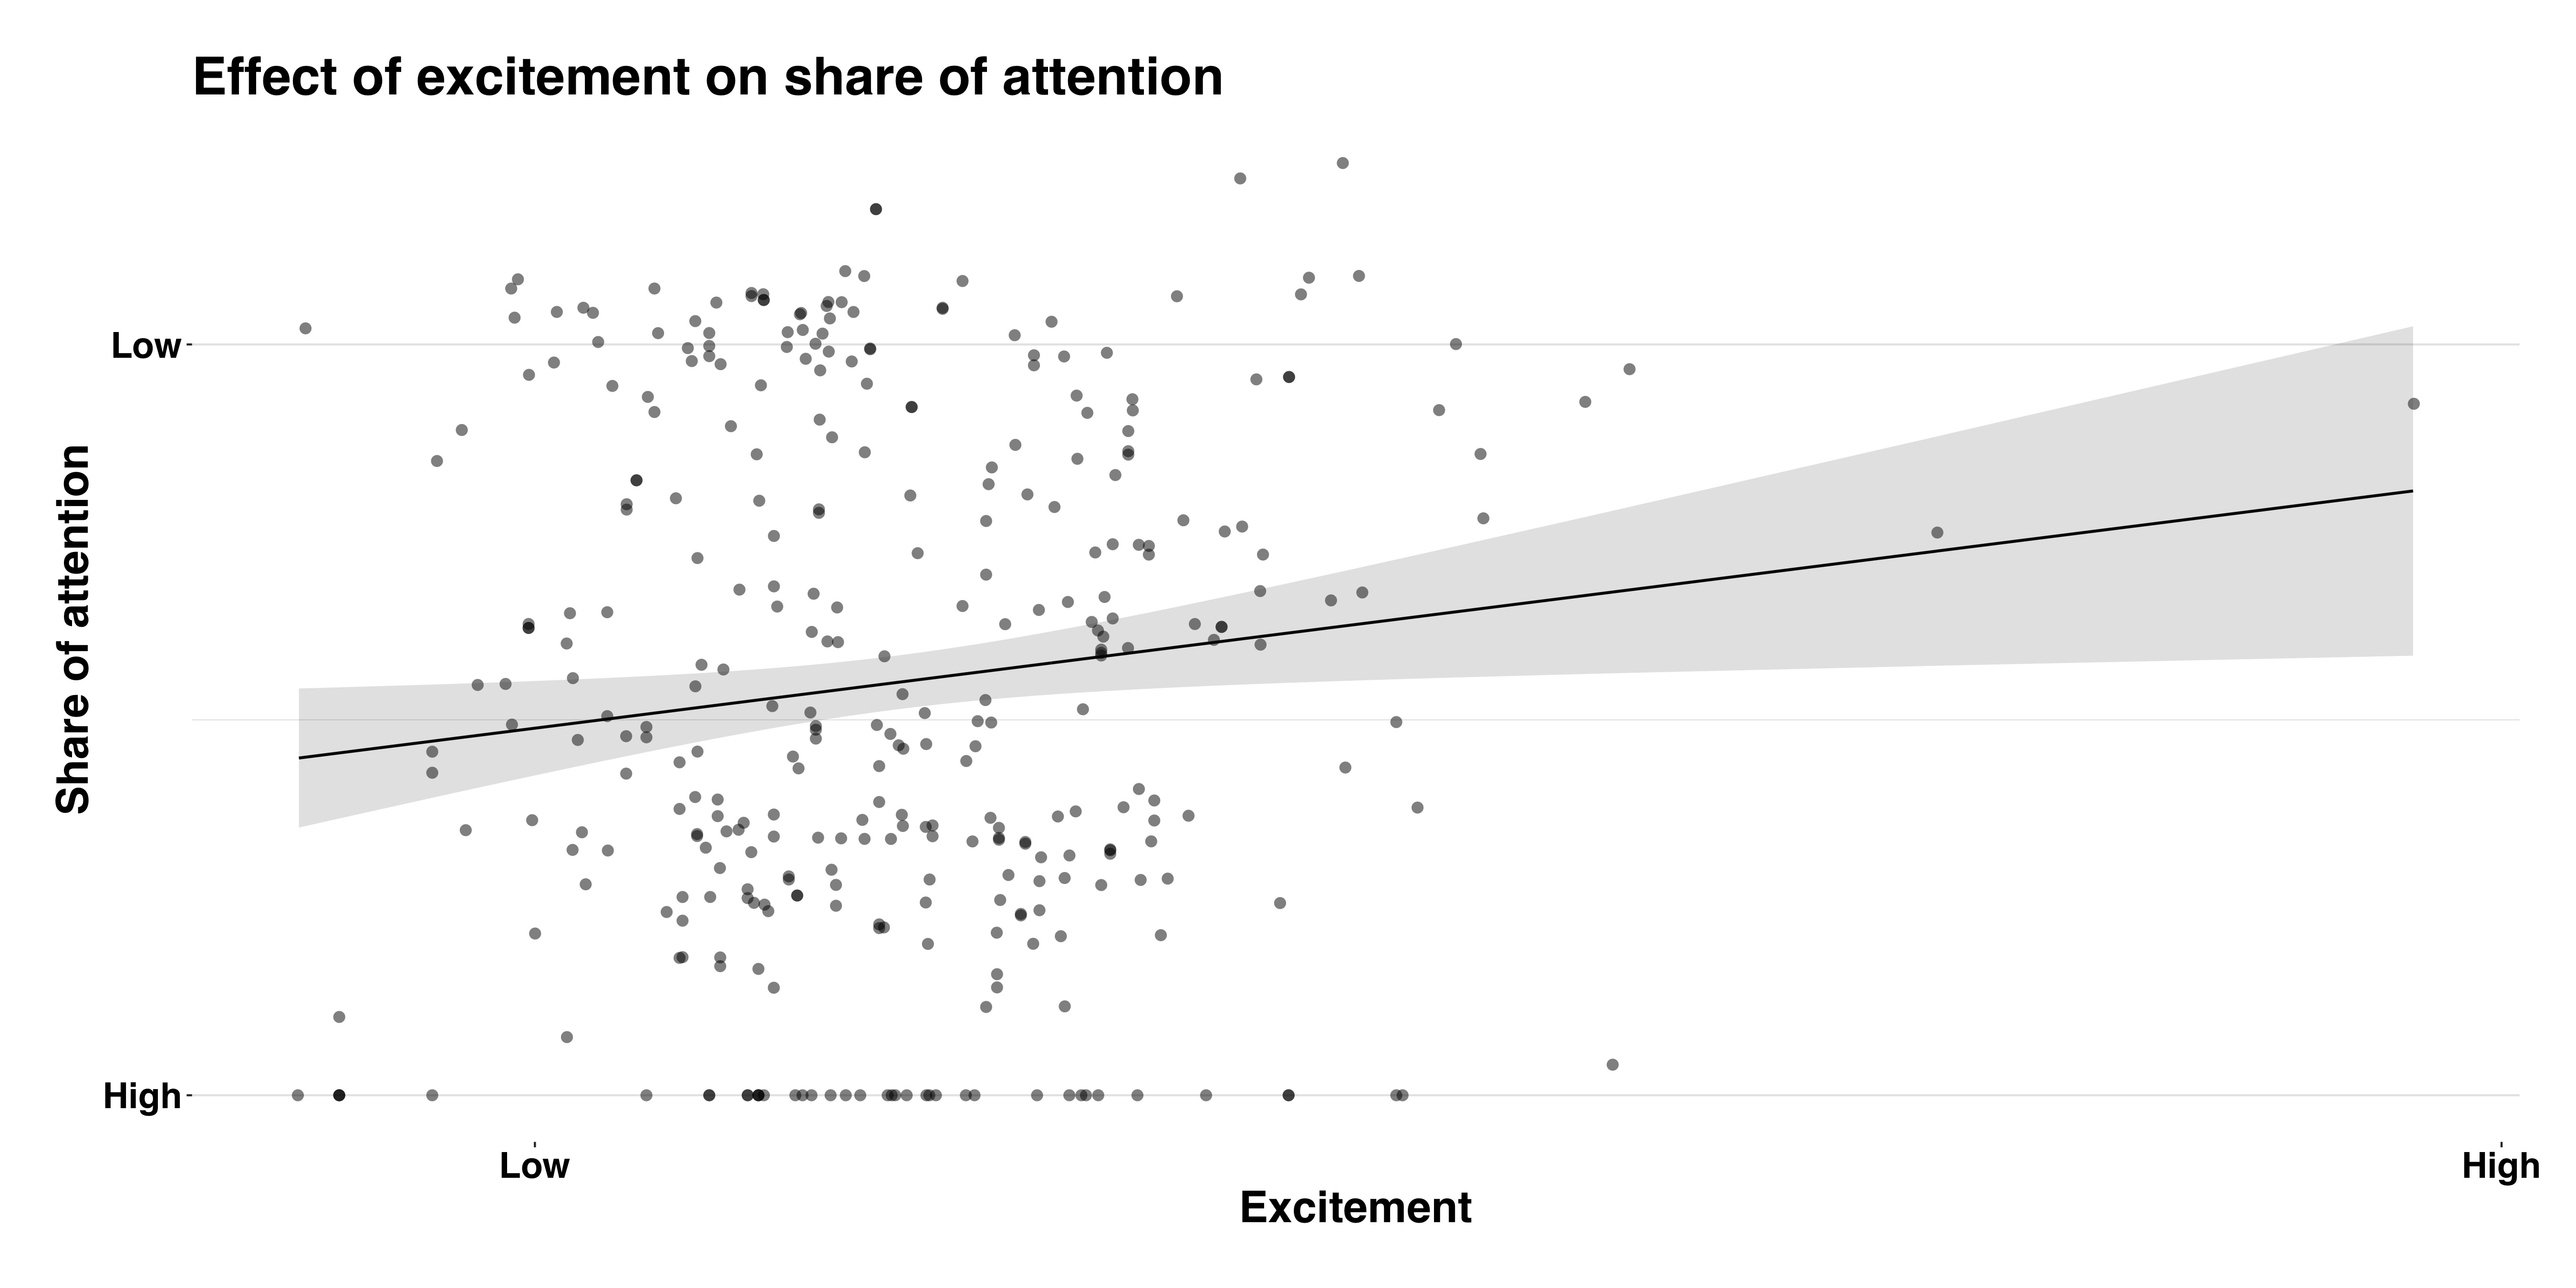 Effect of excitement on share of attention
Low
Share of attention
High
Low
High
Excitement